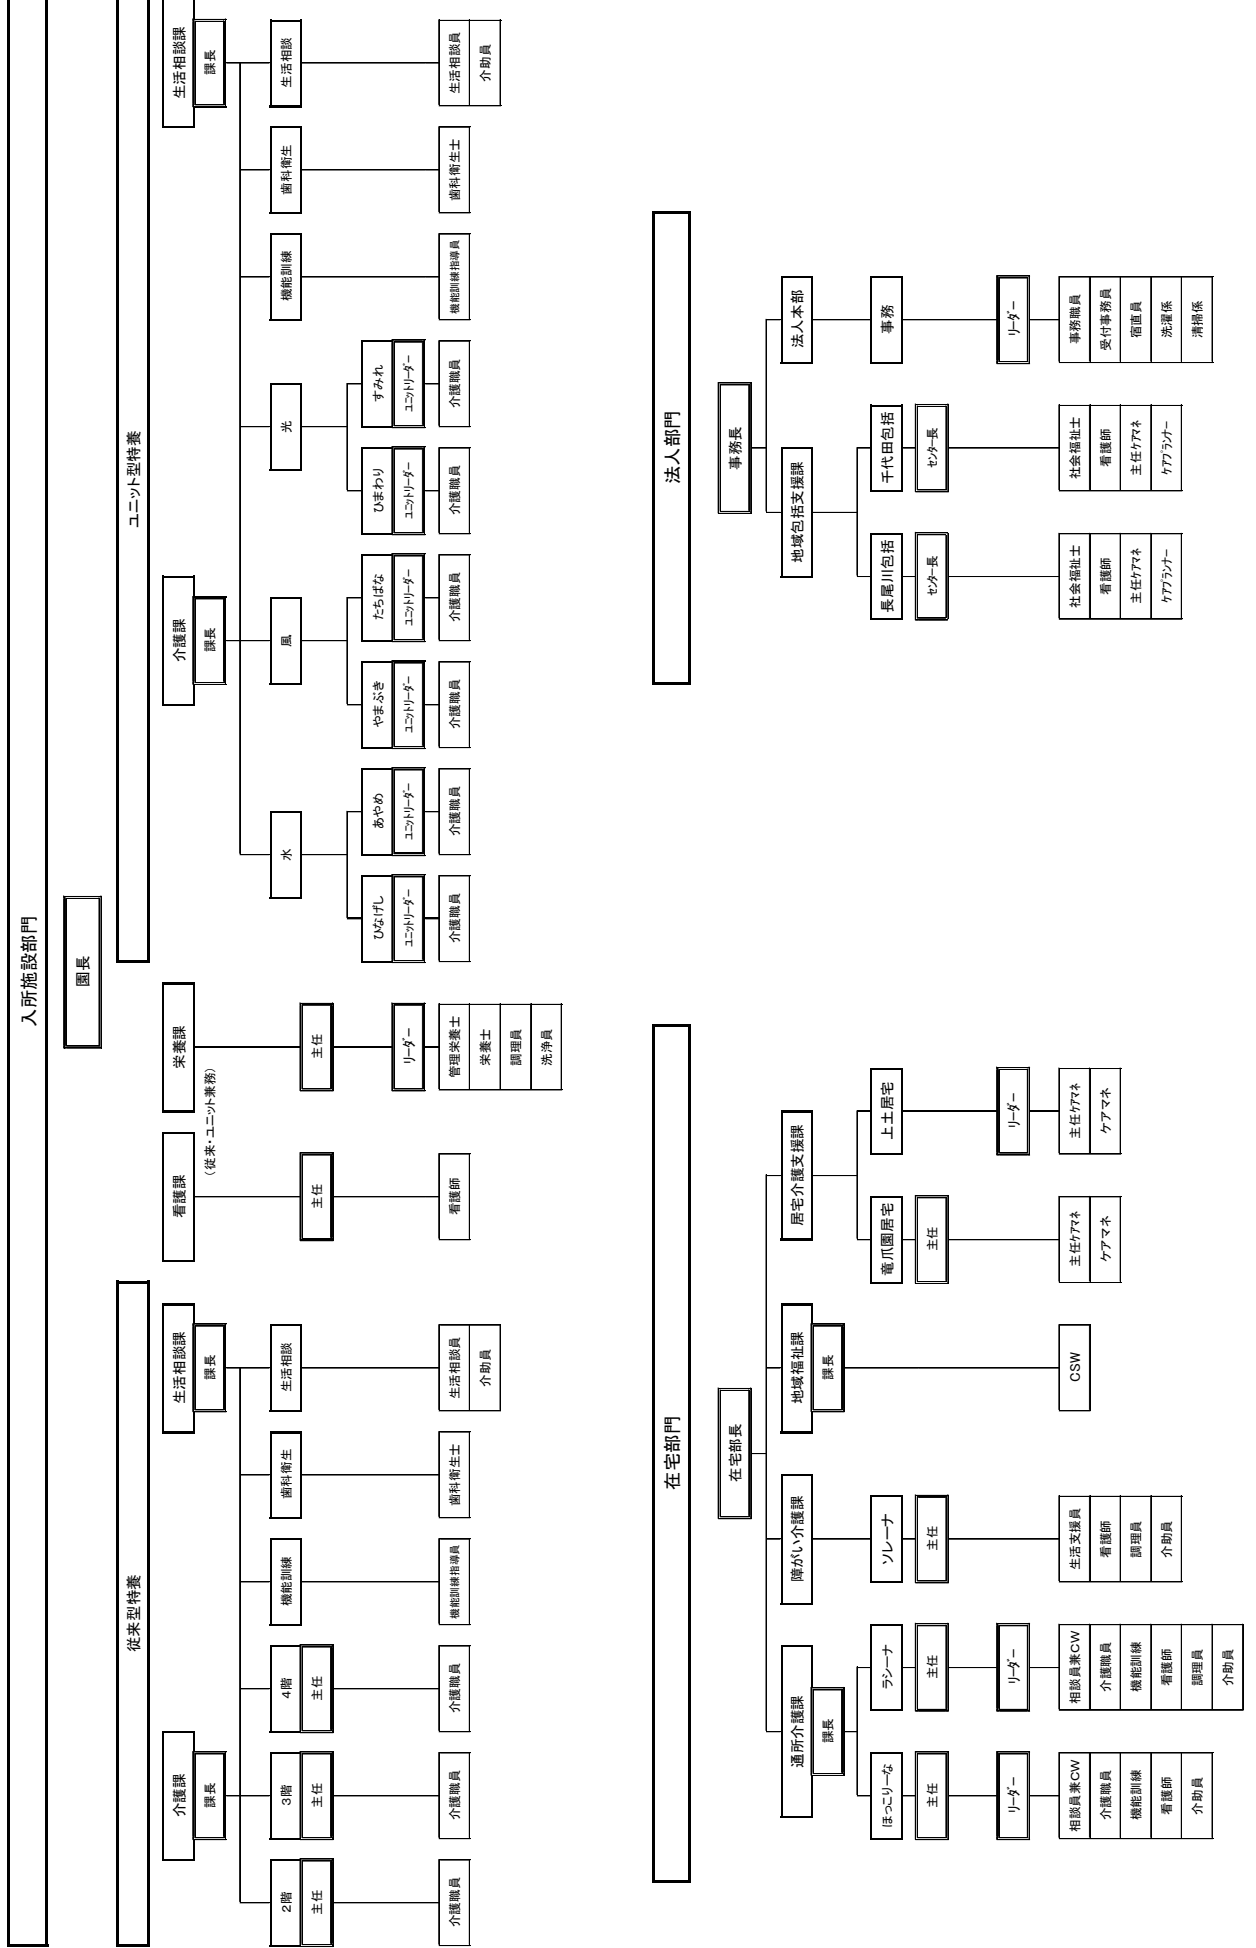 入所施設部門
園長
従来型特養
ユニット型特養
介護課
課長
生活相談課
課長
看護課
栄養課
（従来・ユニット兼務）
介護課
課長
生活相談課
課長
2階
主任
3階
主任
4階
主任
機能訓練
歯科衛生
生活相談
主任
主任
水
風
光
機能訓練
歯科衛生
生活相談
リーダー
ひなげし
ユニットリーダー
あやめ
ユニットリーダー
やまぶき
ユニットリーダー
たちばな
ユニットリーダー
ひまわり
ユニットリーダー
すみれ
ユニットリーダー
介護職員
介護職員
介護職員
機能訓練指導員
歯科衛生士
生活相談員
介助員
看護師
管理栄養士
栄養士
調理員
洗浄員
介護職員
介護職員
介護職員
介護職員
介護職員
介護職員
機能訓練指導員
歯科衛生士
生活相談員
介助員
在宅部門
在宅部長
通所介護課
課長
障がい介護課
地域福祉課
課長
居宅介護支援課
ほっこりーな
主任
ラシーナ
主任
ソレーナ
主任
竜爪園居宅
主任
上土居宅
リーダー
リーダー
リーダー
相談員兼CW
介護職員
機能訓練
看護師
介助員
相談員兼CW
介護職員
機能訓練
看護師
調理員
介助員
生活支援員
看護師
調理員
介助員
CSW
主任ケアマネ
ケアマネ
主任ケアマネ
ケアマネ
法人部門
事務長
地域包括支援課
法人本部
長尾川包括
センター長
千代田包括
センター長
事務
リーダー
社会福祉士
看護師
主任ケアマネ
ケアプランナー
社会福祉士
看護師
主任ケアマネ
ケアプランナー
事務職員
受付事務員
宿直員
洗濯係
清掃係